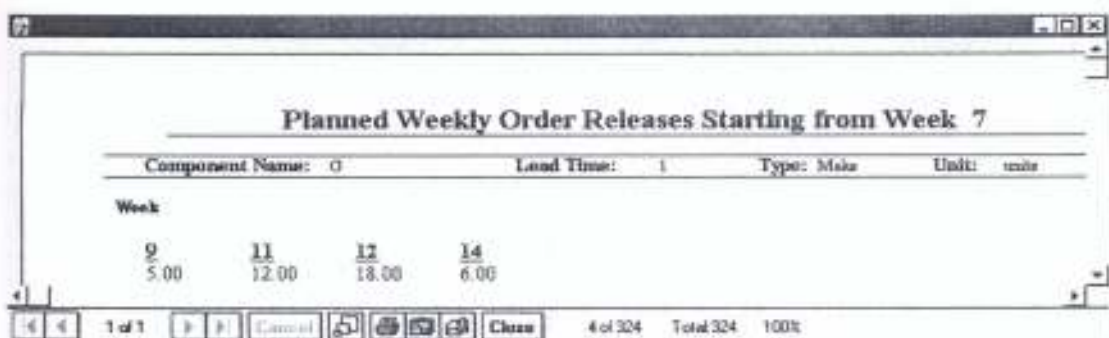 Planned Weekly Order Releases Starting from Week 7
Component Name: G Lead Time: 1 Type: Make Unit: units
Week
9 11 12 14
5.00 12.00 18.00 6.00
1 of 1 Cancel Close 4 of 324 Total:324 100%